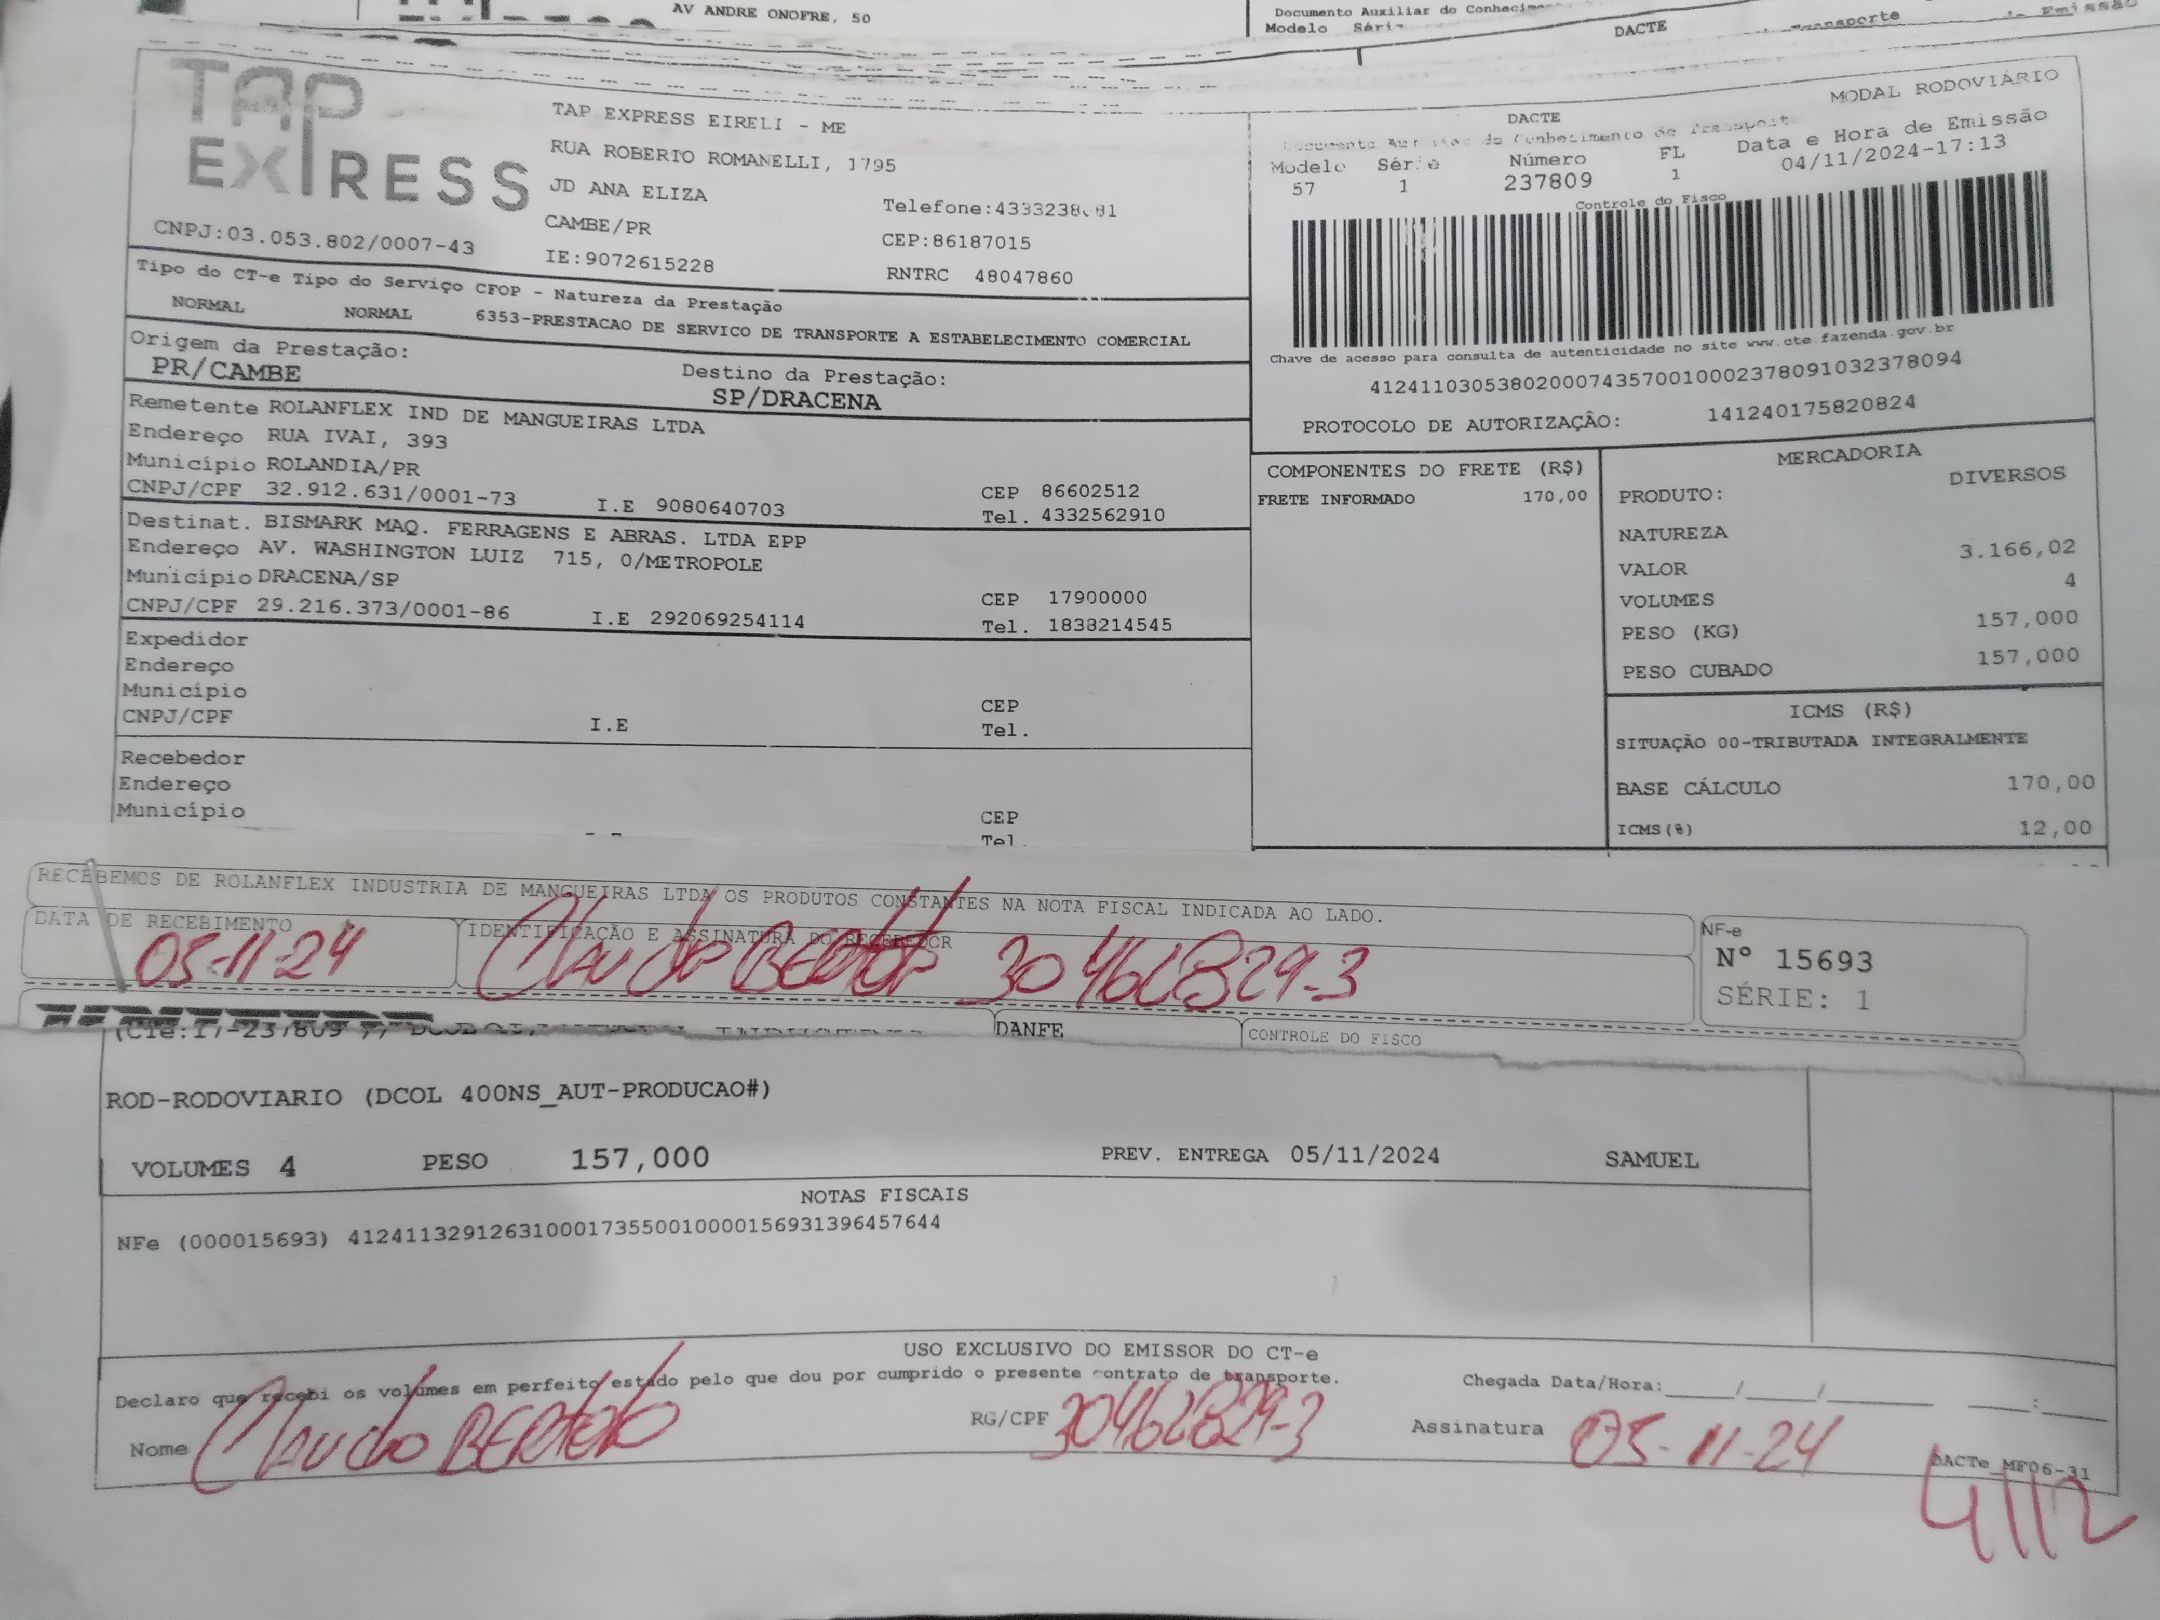 AV ANDRE ONOFRE, 50
Documento Auxiliar do
Modelo
DACTE
TAP EXPRESS
TAP EXPRESS EIRELI - ME
RUA ROBERTO ROMANELLI, 1795
JD ANA ELIZA
CAMBE/PR
CNPJ:03.053.802/0007-43
IE:9072615228
CEP:86187015
RNTRC 48047860
MODAL RODOVIÁRIO
DACTE
Modelo Série Número FL Data e Hora de Emissão
57 1 237809 1 04/11/2024-17:13
Controle do Fisco
Chave de acesso para consulta de autenticidade no site www.cte.fazenda.gov.br
41241103053802000743570010002378091032378094
PROTOCOLO DE AUTORIZAÇÃO: 141240175820824
Tipo do CT-e Tipo do Serviço CFOP - Natureza da Prestação
NORMAL NORMAL 6353-PRESTACAO DE SERVICO DE TRANSPORTE A ESTABELECIMENTO COMERCIAL
Origem da Prestação: Destino da Prestação:
PR/CAMBE SP/DRACENA
Remetente ROLANFLEX IND DE MANGUEIRAS LTDA
Endereço RUA IVAI, 393
Município ROLANDIA/PR CEP 86602512
CNPJ/CPF 32.912.631/0001-73 I.E 9080640703 Tel. 4332562910
Destinat. BISMARK MAQ. FERRAGENS E ABRAS. LTDA EPP
Endereço AV. WASHINGTON LUIZ 715, 0/METROPOLE
Município DRACENA/SP CEP 17900000
CNPJ/CPF 29.216.373/0001-86 I.E 292069254114 Tel. 1838214545
Expedidor
Endereço
Município CEP
CNPJ/CPF I.E Tel.
Recebedor
Endereço
Município CEP
Tel.
COMPONENTES DO FRETE (R$)
FRETE INFORMADO 170,00
MERCADORIA
PRODUTO: DIVERSOS
NATUREZA
VALOR 3.166,02
VOLUMES 4
PESO (KG) 157,000
PESO CUBADO 157,000
ICMS (R$)
SITUAÇÃO 00-TRIBUTADA INTEGRALMENTE
BASE CÁLCULO 170,00
ICMS(%) 12,00
RECEBEMOS DE ROLANFLEX INDUSTRIA DE MANGUEIRAS LTDA OS PRODUTOS CONSTANTES NA NOTA FISCAL INDICADA AO LADO.
DATA DE RECEBIMENTO IDENTIFICAÇÃO E ASSINATURA DO RECEBEDOR
05-11-24 Claudio BERtolo
NF-e
Nº 15693
SÉRIE: 1
DANFE CONTROLE DO FISCO
ROD-RODOVIARIO (DCOL 400NS_AUT-PRODUCAO#)
VOLUMES 4 PESO 157,000 PREV. ENTREGA 05/11/2024 SAMUEL
NOTAS FISCAIS
NFe (000015693) 41241132912631000173550010000156931396457644
USO EXCLUSIVO DO EMISSOR DO CT-e
Declaro que recebi os volumes em perfeito estado pelo que dou por cumprido o presente contrato de transporte. Chegada Data/Hora:____/____/____ __:____
Nome Claudio BERtolo RG/CPF Assinatura 05-11-24
DACTe_MF06-31
4112